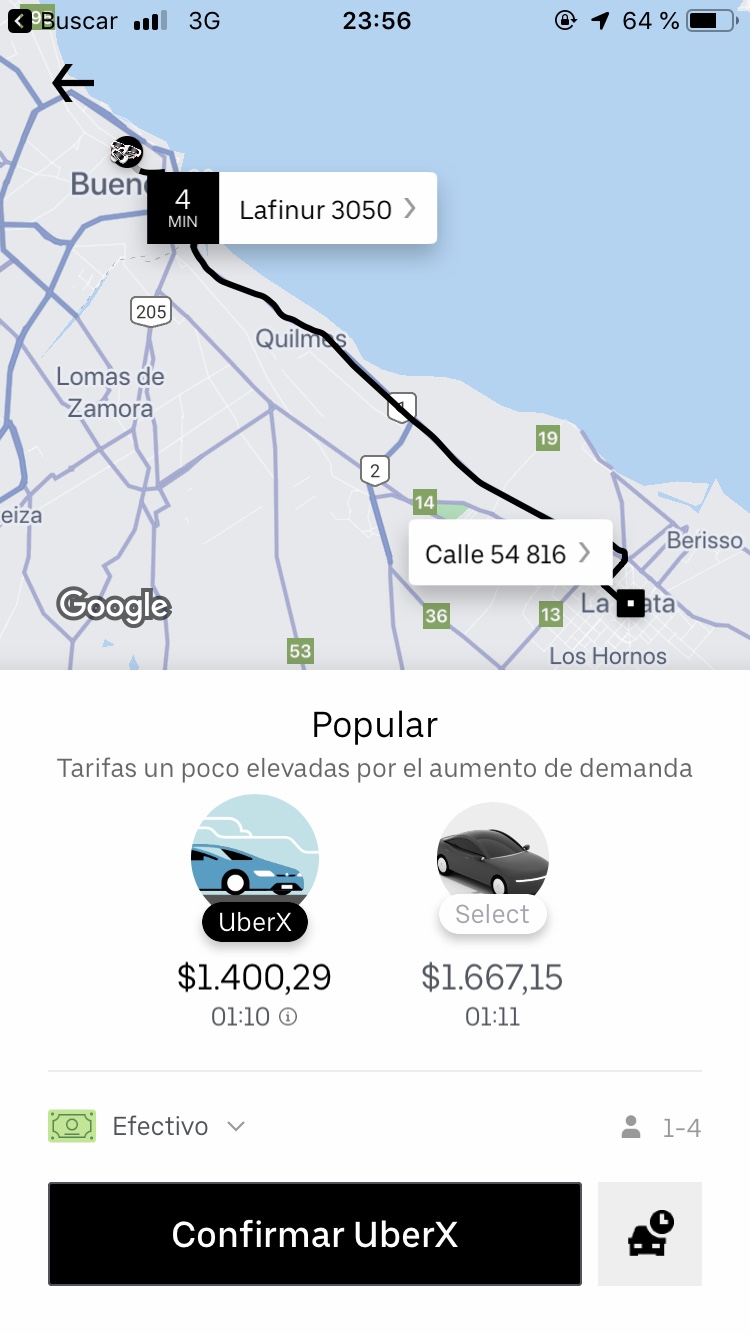 Buscar 3G 23:56 64 %
Buen
4
MIN
Lafinur 3050
205
Quilmes
Lomas de
Zamora
1
19
2
14
eiza
Calle 54 816
Berisso
Google
La ata
36
13
53
Los Hornos
Popular
Tarifas un poco elevadas por el aumento de demanda
UberX
Select
$1.400,29
$1.667,15
01:10
01:11
Efectivo
1-4
Confirmar UberX